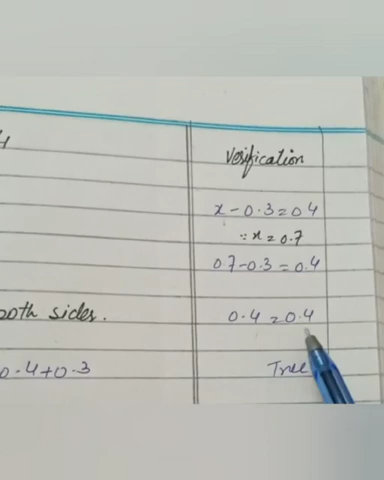 Verification
x - 0.3 = 0.4
∵ x = 0.7
0.7 - 0.3 = 0.4
both sides.
0.4 = 0.4
0.4 + 0.3
True